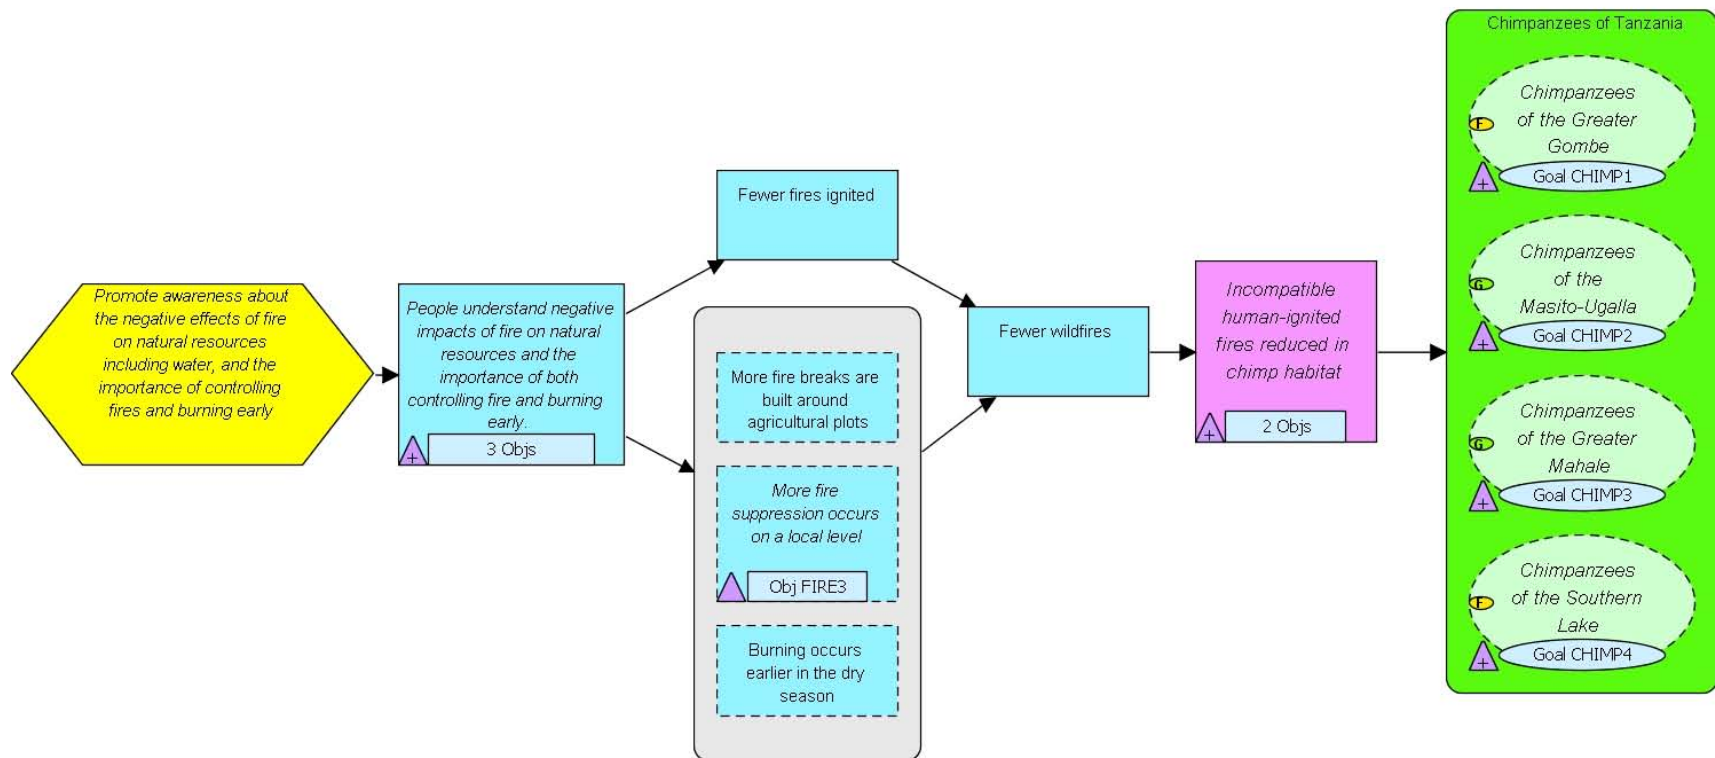 Promote awareness about
the negative effects of fire
on natural resources
including water, and the
importance of controlling
fires and burning early
People understand negative
impacts of fire on natural
resources and the
importance of both
controlling fire and burning
early.
+
3 Objs
Fewer fires ignited
More fire breaks are
built around
agricultural plots
More fire
suppression occurs
on a local level
Obj FIRE3
Burning occurs
earlier in the dry
season
Fewer wildfires
Incompatible
human-ignited
fires reduced in
chimp habitat
+
2 Objs
Chimpanzees of Tanzania
Chimpanzees
of the Greater
Gombe
F
+
Goal CHIMP1
Chimpanzees
of the
Masito-Ugalla
G
+
Goal CHIMP2
Chimpanzees
of the Greater
Mahale
G
+
Goal CHIMP3
Chimpanzees
of the Southern
Lake
F
+
Goal CHIMP4